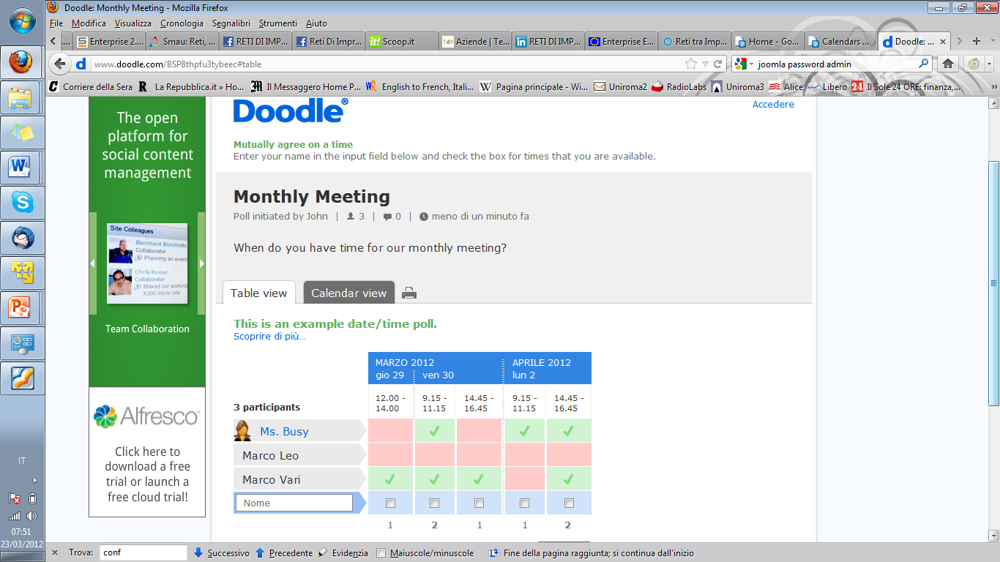 Doodle: Monthly Meeting - Mozilla Firefox
File Modifica Visualizza Cronologia Segnalibri Strumenti Aiuto
.... Enterprise 2.... Smau: Reti, ... RETI DI IMP... Reti Di Impr... Scoop.it Aziende | Te... RETI DI IMP... Enterprise E... Reti tra Imp... Home - Go... Calendars ... Doodle: ...
www.doodle.com/BSP8thpfu3tybeec#table joomla password admin
Corriere della Sera La Repubblica.it » Ho... Il Messaggero Home P... English to French, Itali... Pagina principale - Wi... Uniroma2 RadioLabs Uniroma3 Alice Libero 24 Il Sole 24 ORE: finanza,...
The open
platform for
social content
management
Site Colleagues
Bernhard Burchetts
Collaborator
Planning an event
Chris Knowl
Collaborator
Maxed out working
X300 micro site
Team Collaboration
Alfresco
Click here to
download a free
trial or launch a
free cloud trial!
Doodle®
Accedere
Mutually agree on a time
Enter your name in the input field below and check the box for times that you are available.
Monthly Meeting
Poll initiated by John | 3 | 0 | meno di un minuto fa
When do you have time for our monthly meeting?
Table view Calendar view
This is an example date/time poll.
Scoprire di più...
MARZO 2012 APRILE 2012
gio 29 ven 30 lun 2
3 participants
12.00 - 14.00 9.15 - 11.15 14.45 - 16.45 9.15 - 11.15 14.45 - 16.45
Ms. Busy
Marco Leo
Marco Vari
Nome
1 2 1 1 2
IT
07:51
23/03/2012
Trova: conf Successivo Precedente Evidenzia Maiuscole/minuscole Fine della pagina raggiunta; si continua dall'inizio